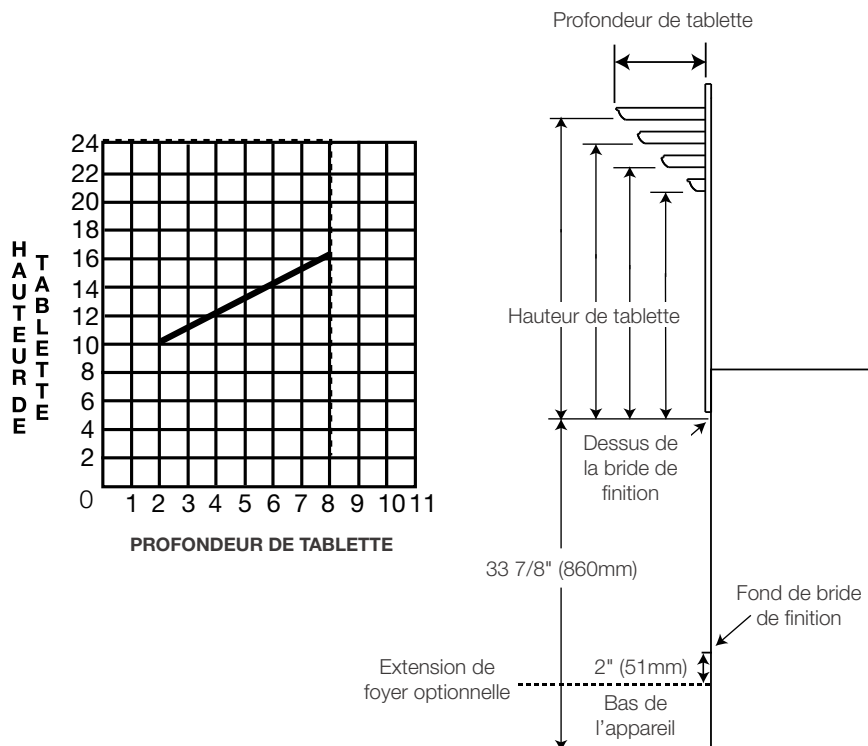 Profondeur de tablette
24
22
20
18
16
14
12
10
8
6
4
2
0
HAUTEUR DE
TABLETTE
1 2 3 4 5 6 7 8 9 10 11
PROFONDEUR DE TABLETTE
Hauteur de tablette
Dessus de
la bride de
finition
33 7/8" (860mm)
Fond de bride
de finition
Extension de
foyer optionnelle
2" (51mm)
Bas de
l'appareil